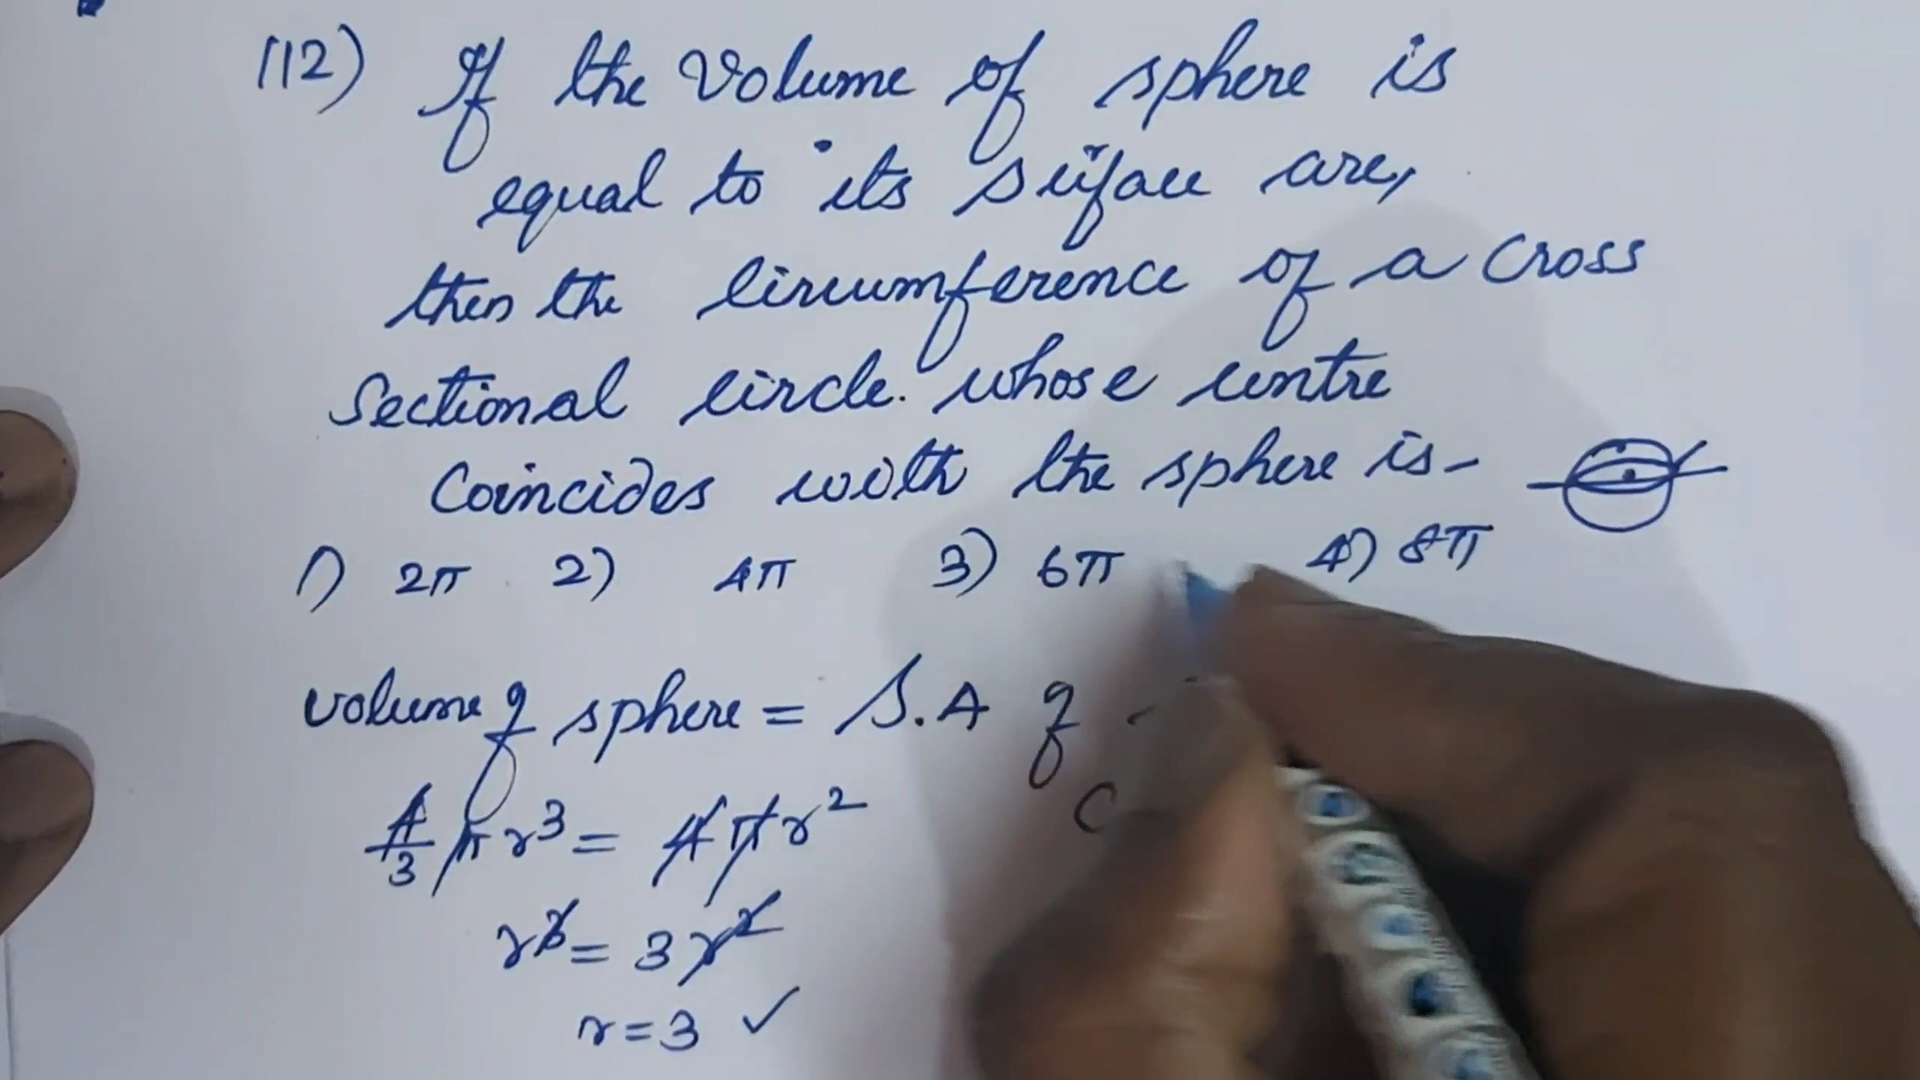 112) If the Volume of sphere is
equal to its surface are,
then the circumference of a cross
sectional circle. whose centre
Coincides with the sphere is-
1) 2π 2) 4π 3) 6π 4) 8π
volume of sphere = S.A of
4/3 πr³ = 4πr²
r³ = 3r²
r = 3 ✓